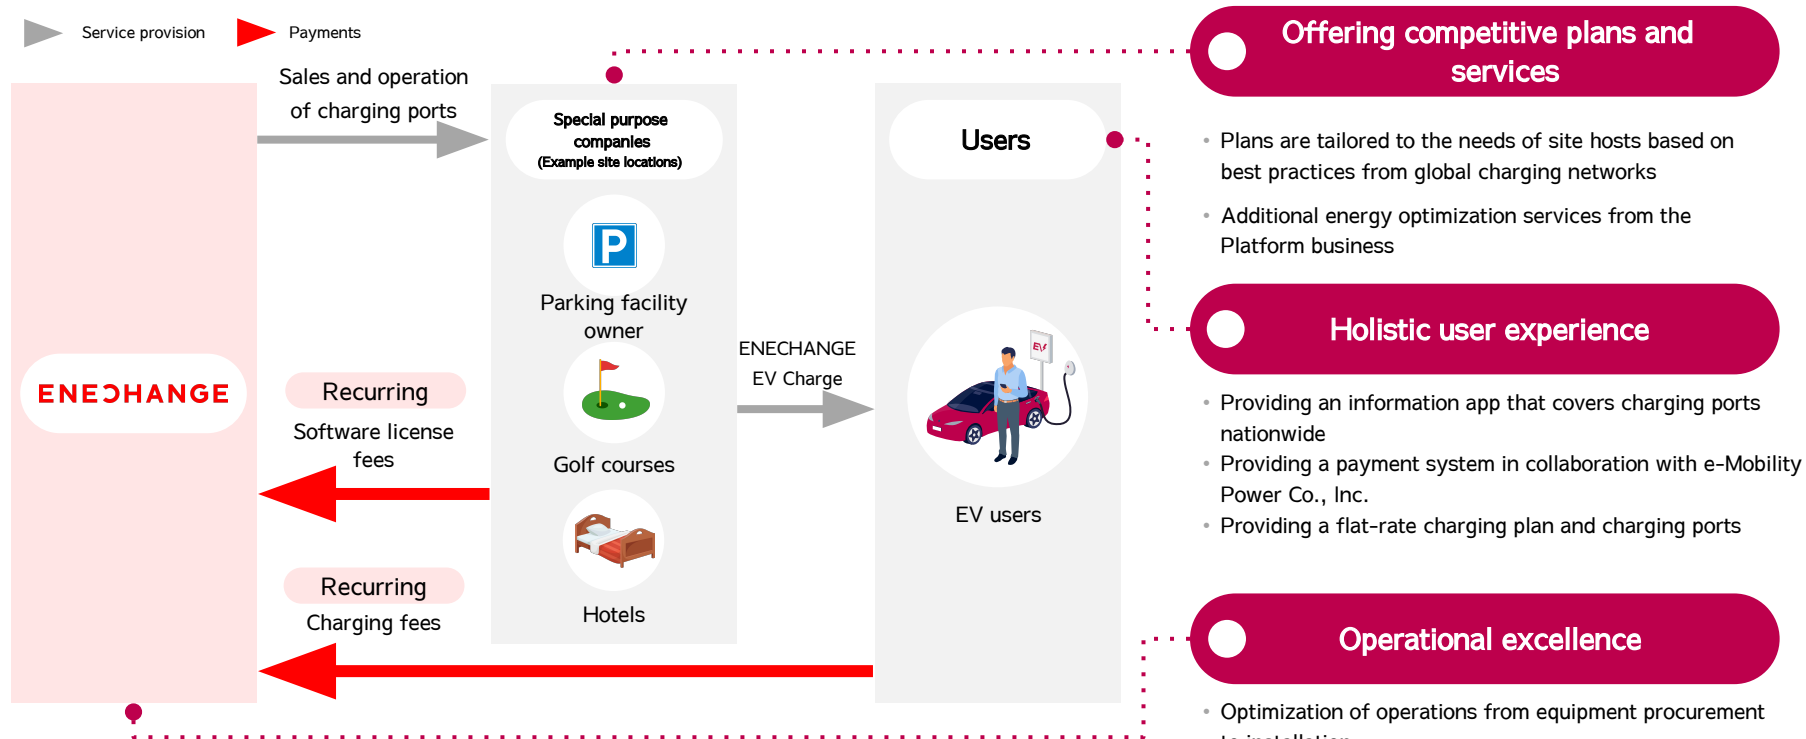 Service provision
Payments
Sales and operation
of charging ports
Special purpose
companies
(Example site locations)
P
Parking facility
owner
Golf courses
Hotels
ENECHANGE
Recurring
Software license
fees
Recurring
Charging fees
ENECHANGE
EV Charge
Users
EV
EV users
Offering competitive plans and
services
• Plans are tailored to the needs of site hosts based on
best practices from global charging networks
• Additional energy optimization services from the
Platform business
Holistic user experience
• Providing an information app that covers charging ports
nationwide
• Providing a payment system in collaboration with e-Mobility
Power Co., Inc.
• Providing a flat-rate charging plan and charging ports
Operational excellence
• Optimization of operations from equipment procurement
to installation